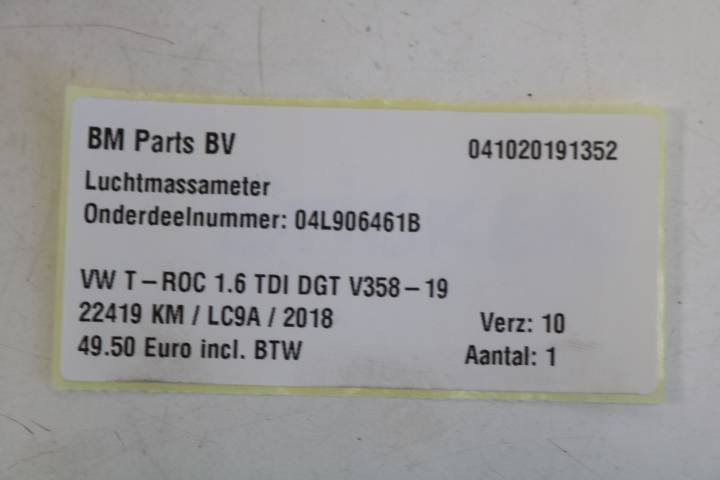 BM Parts BV 041020191352
Luchtmassameter
Onderdeelnummer: 04L906461B
VW T-ROC 1.6 TDI DGT V358-19
22419 KM / LC9A / 2018 Verz: 10
49.50 Euro incl. BTW Aantal: 1